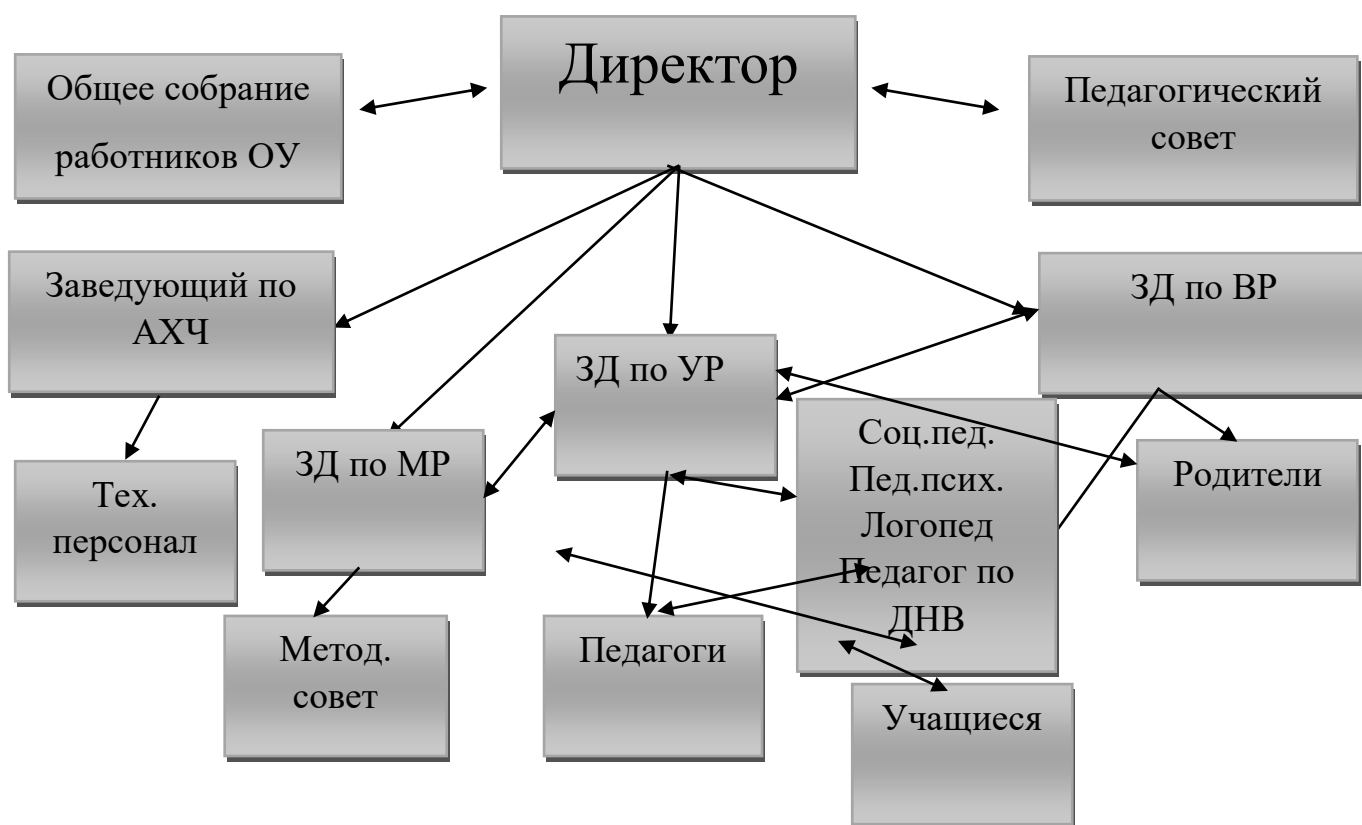 Директор
Общее собрание
работников ОУ
Педагогический
совет
Заведующий по
АХЧ
ЗД по ВР
ЗД по УР
ЗД по МР
Соц.пед.
Пед.псих.
Логопед
Педагог по
ДНВ
Родители
Тех.
персонал
Метод.
совет
Педагоги
Учащиеся